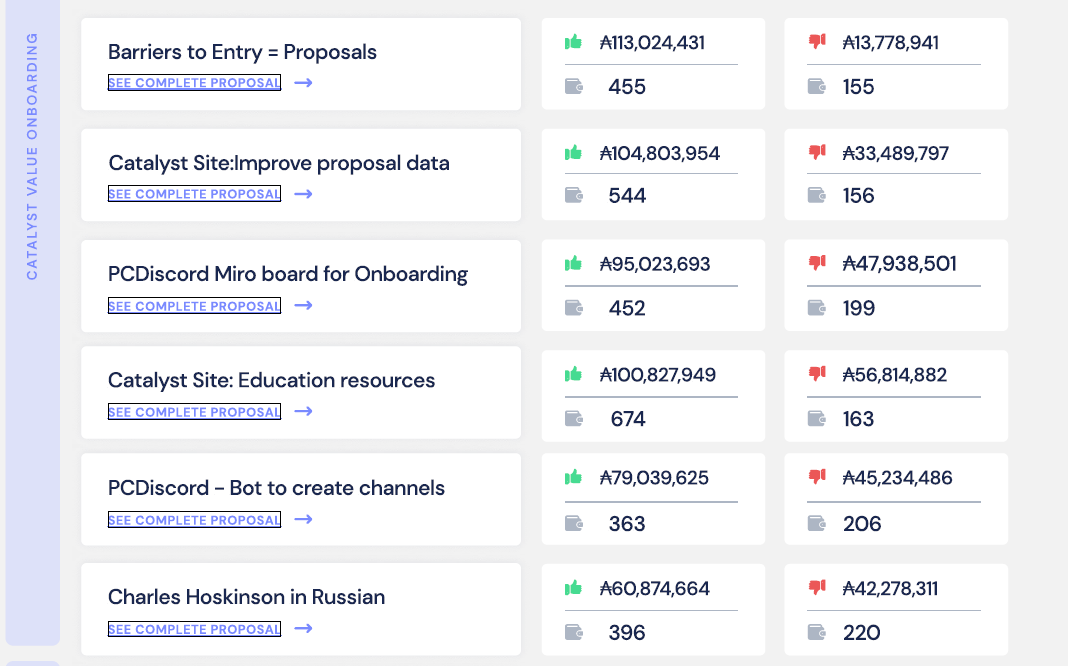 CATALYST VALUE ONBOARDING
Barriers to Entry = Proposals
SEE COMPLETE PROPOSAL →
₳113,024,431
455
₳13,778,941
155
Catalyst Site:Improve proposal data
SEE COMPLETE PROPOSAL →
₳104,803,954
544
₳33,489,797
156
PCDiscord Miro board for Onboarding
SEE COMPLETE PROPOSAL →
₳95,023,693
452
₳47,938,501
199
Catalyst Site: Education resources
SEE COMPLETE PROPOSAL →
₳100,827,949
674
₳56,814,882
163
PCDiscord - Bot to create channels
SEE COMPLETE PROPOSAL →
₳79,039,625
363
₳45,234,486
206
Charles Hoskinson in Russian
SEE COMPLETE PROPOSAL →
₳60,874,664
396
₳42,278,311
220